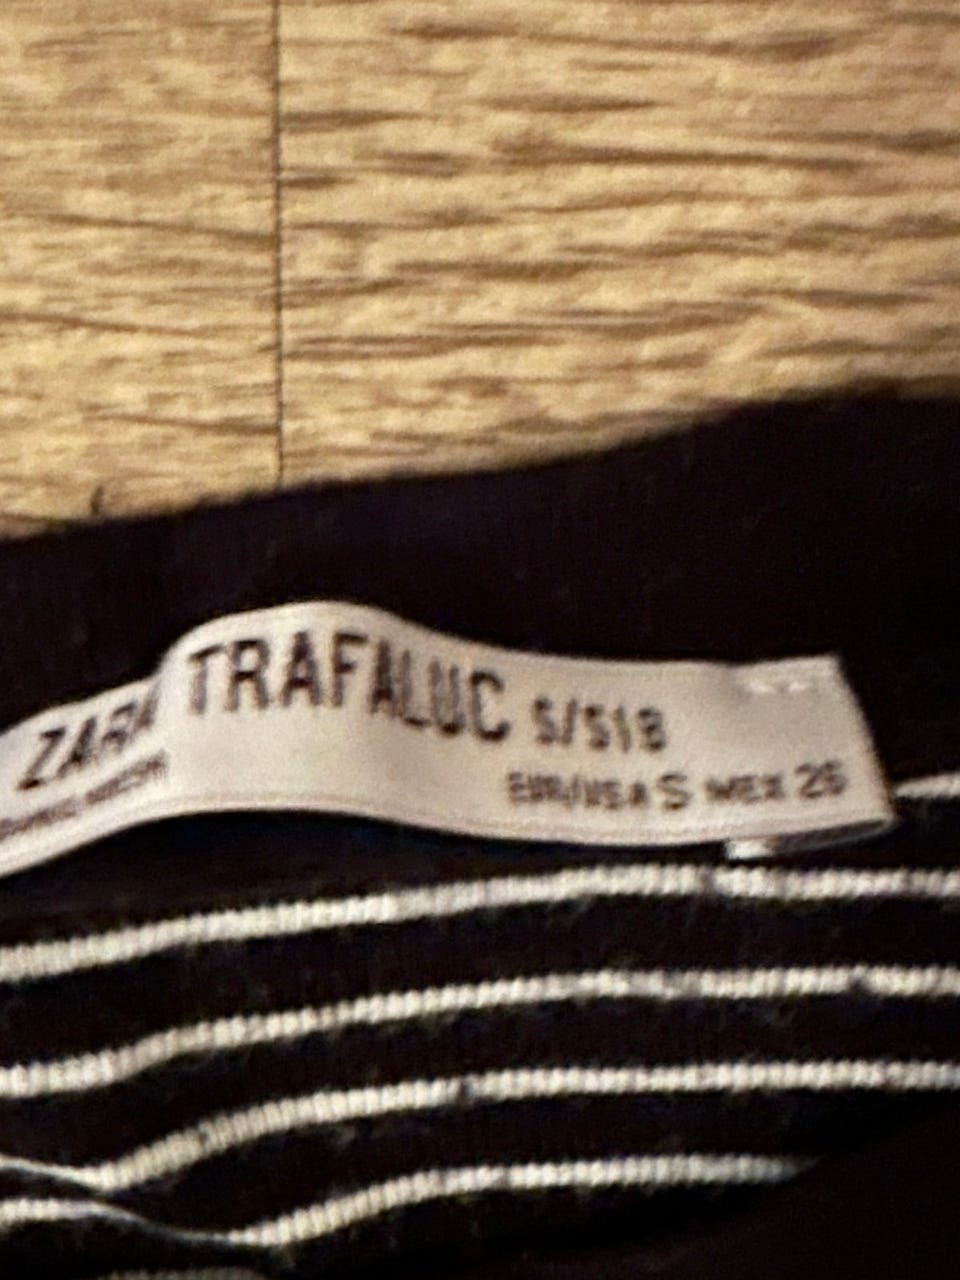 ZARA TRAFALUC S/S18
EUR/USA S MEX 26